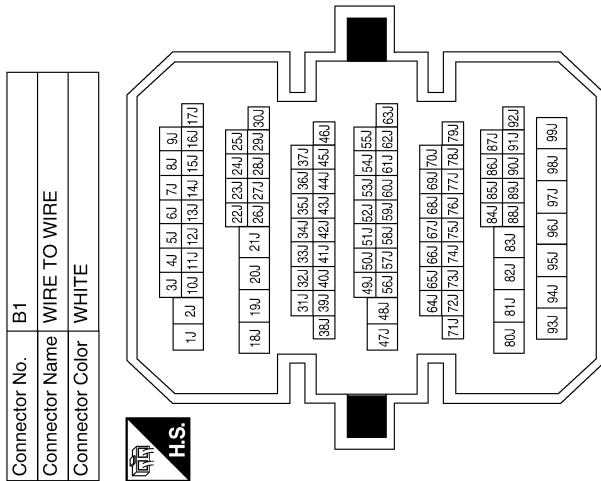 Connector No. B1
Connector Name WIRE TO WIRE
Connector Color WHITE
H.S.
3J 4J 5J 6J 7J 8J 9J
1J 2J 10J 11J 12J 13J 14J 15J 16J 17J
22J 23J 24J 25J
18J 19J 20J 21J 26J 27J 28J 29J 30J
31J 32J 33J 34J 35J 36J 37J
38J 39J 40J 41J 42J 43J 44J 45J 46J
49J 50J 51J 52J 53J 54J 55J
47J 48J 56J 57J 58J 59J 60J 61J 62J 63J
64J 65J 66J 67J 68J 69J 70J
71J 72J 73J 74J 75J 76J 77J 78J 79J
84J 85J 86J 87J
80J 81J 82J 83J 88J 89J 90J 91J 92J
93J 94J 95J 96J 97J 98J 99J